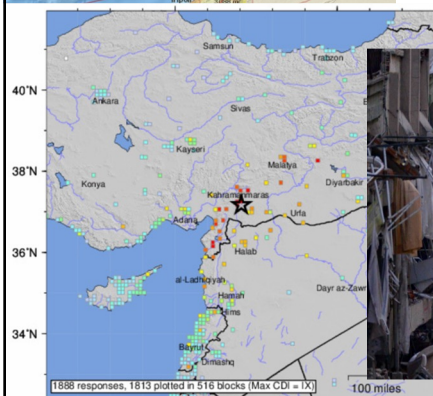 Samsun
Trabzon
40°N
Ankara
Sivas
Kayseri
Malatya
38°N
Konya
Kahramanmaras
Diyarbakir
Adana
Urfa
36°N
Halab
al-Ladhiqiyah
Hamah
Dayr az-Zawr
Hims
34°N
Bayrut
Dimashq
1888 responses, 1813 plotted in 516 blocks (Max CDI = IX)
100 miles